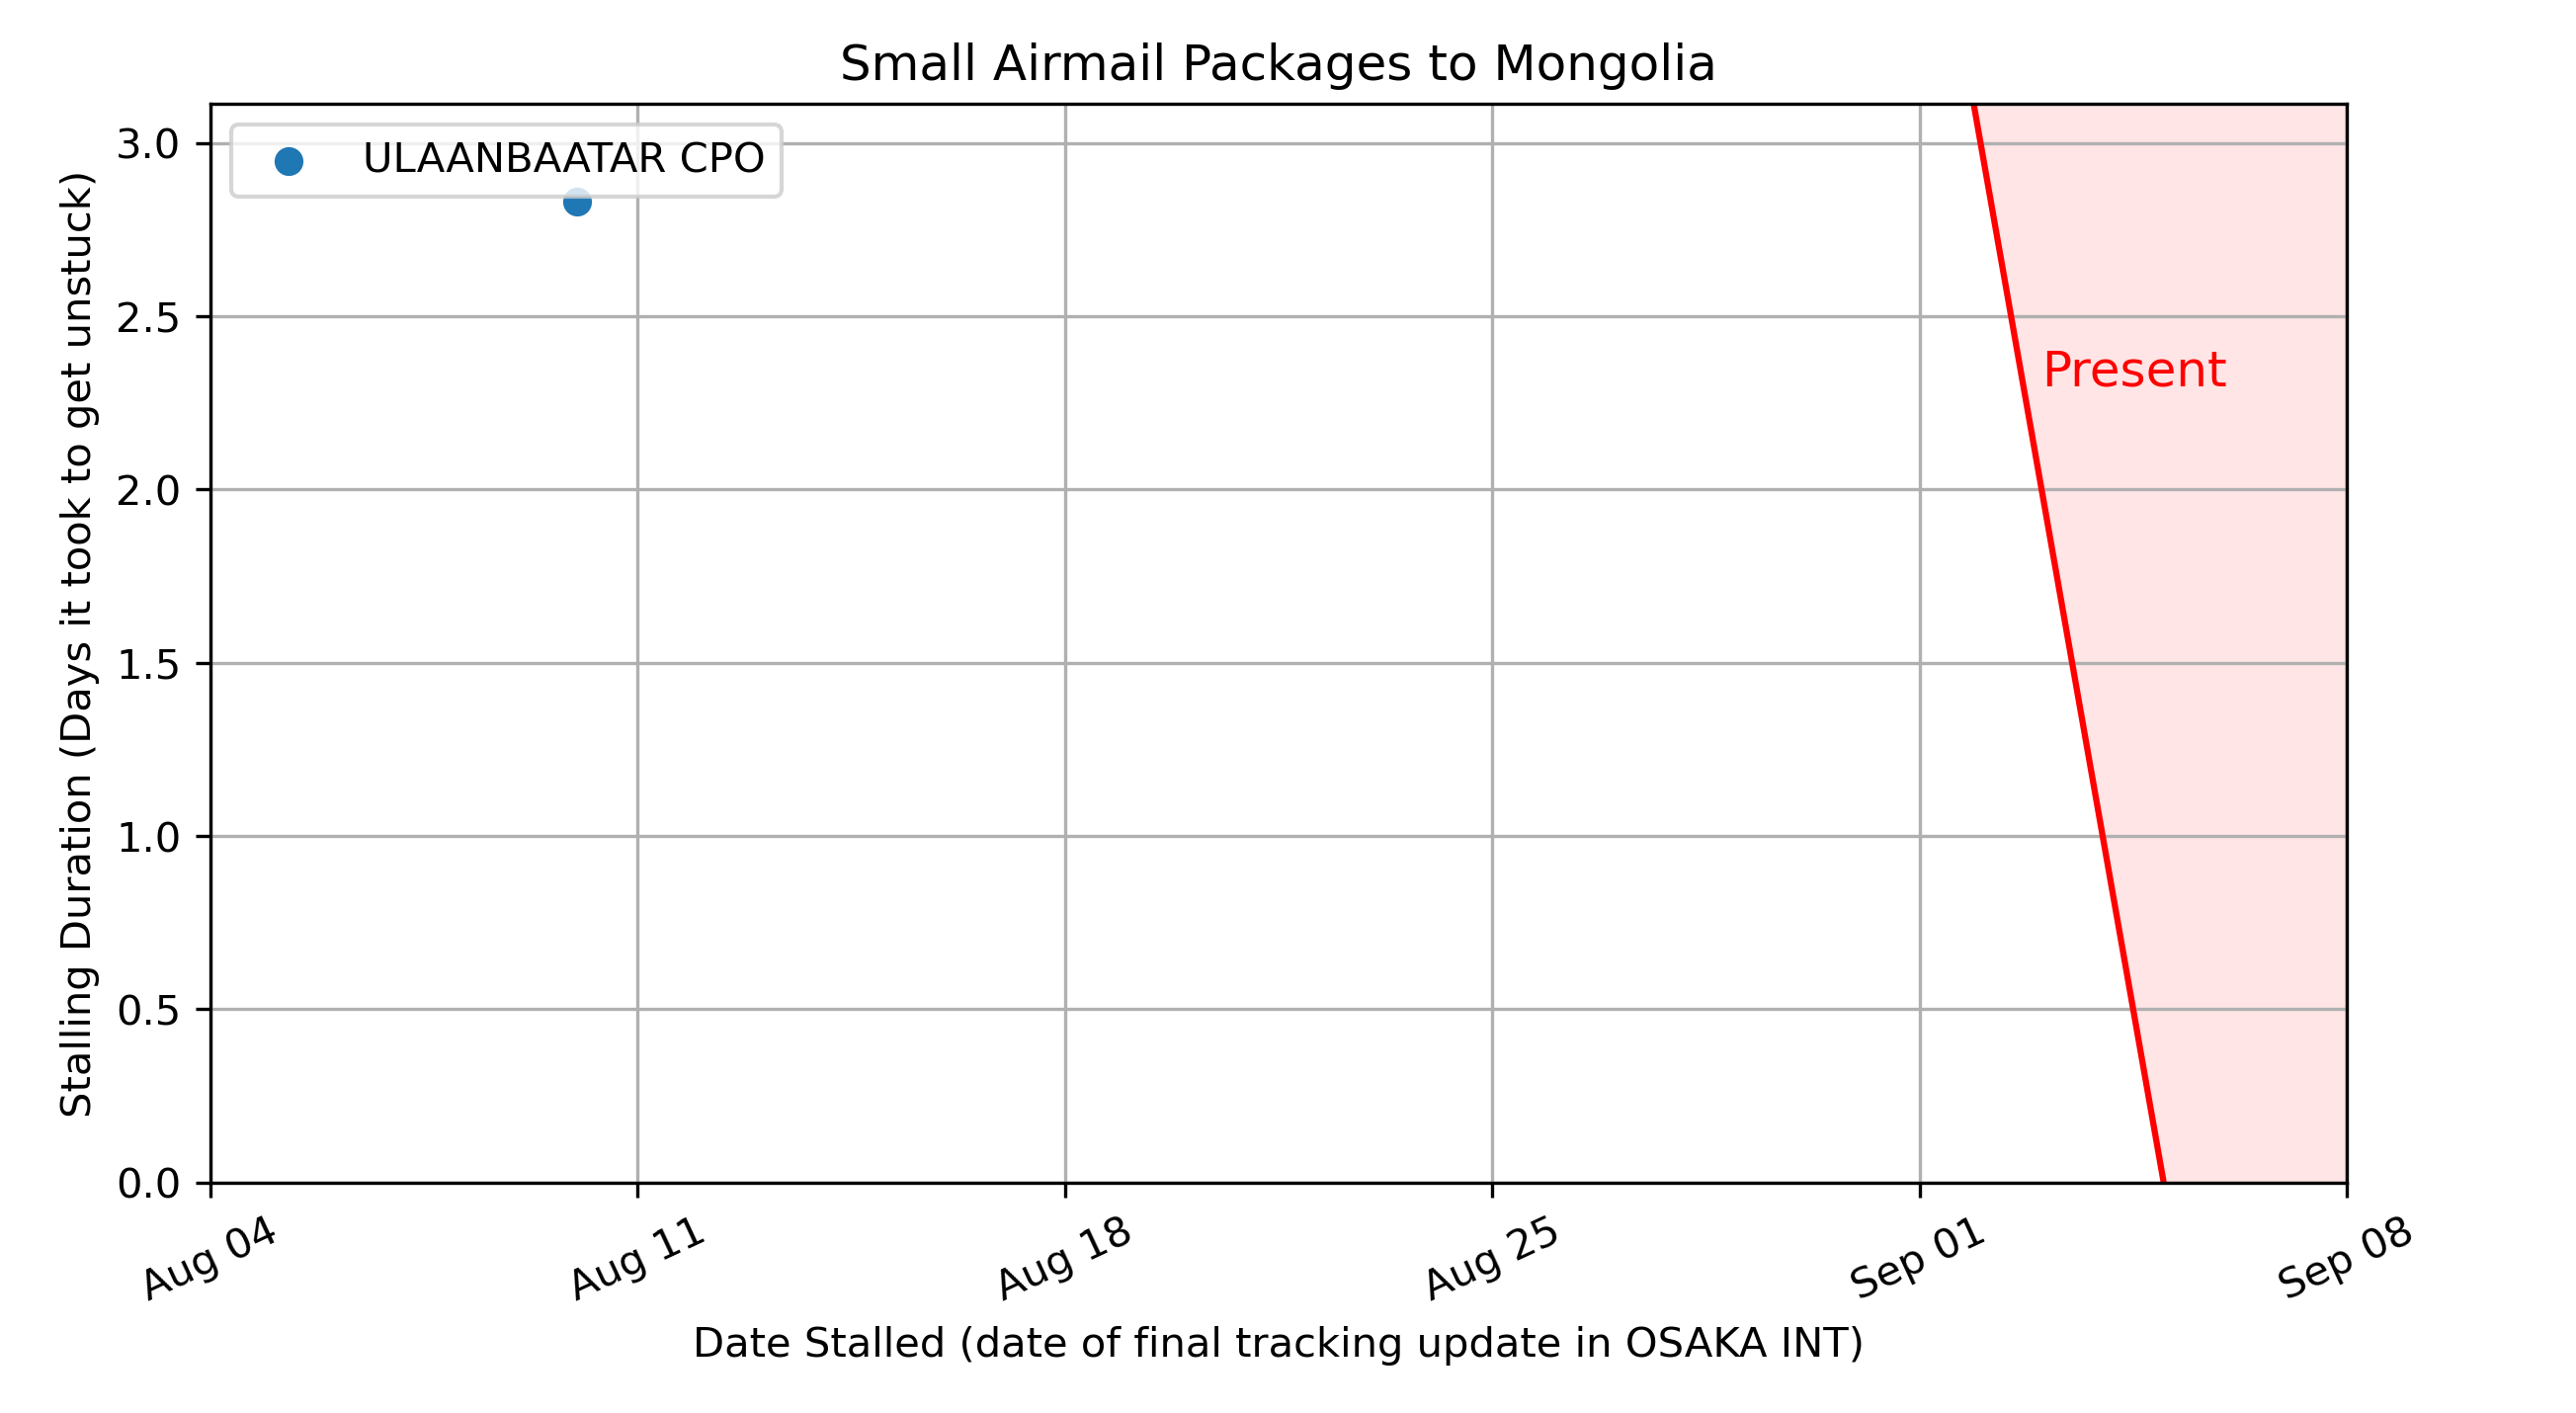 Small Airmail Packages to Mongolia
ULAANBAATAR CPO
Present
Stalling Duration (Days it took to get unstuck)
3.0
2.5
2.0
1.5
1.0
0.5
0.0
Aug 04
Aug 11
Aug 18
Aug 25
Sep 01
Sep 08
Date Stalled (date of final tracking update in OSAKA INT)